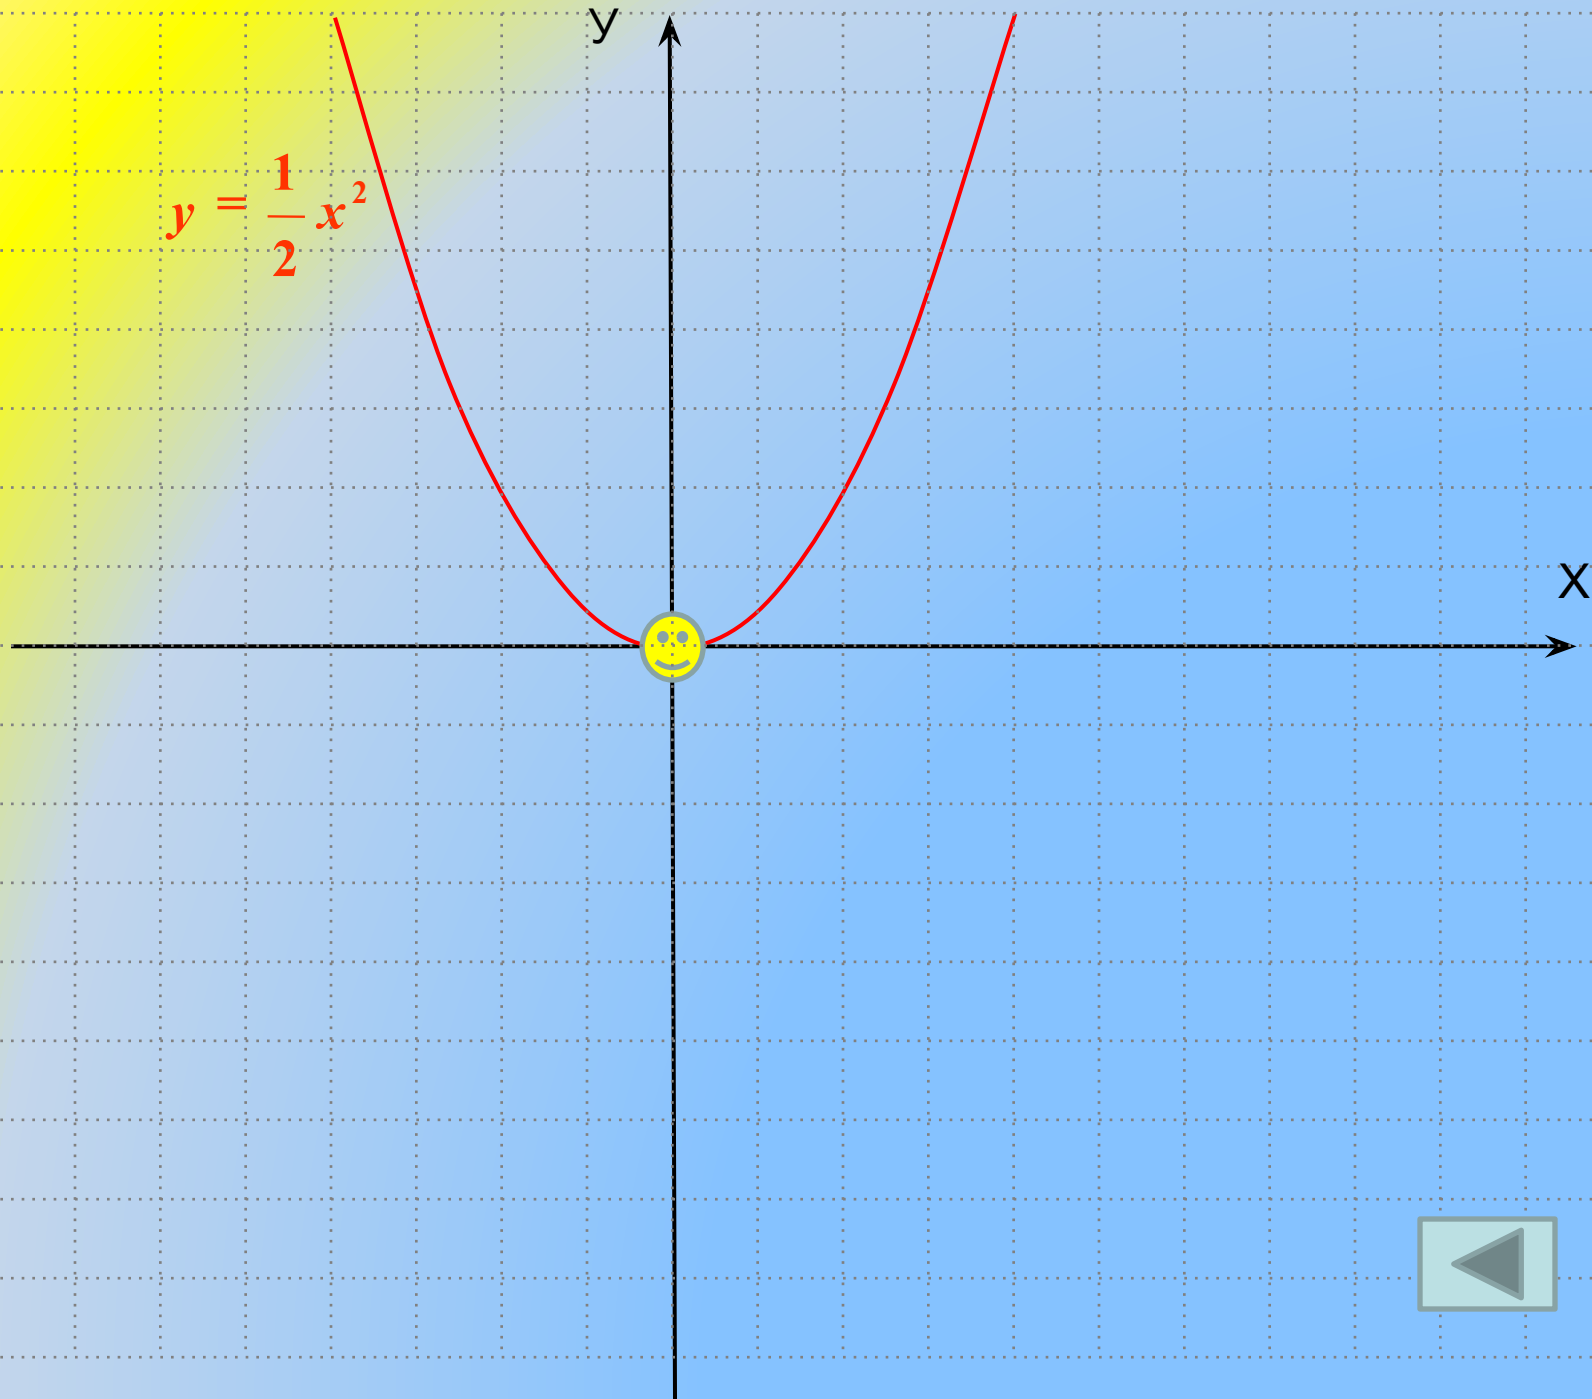 y
y = 1/2 x²
x